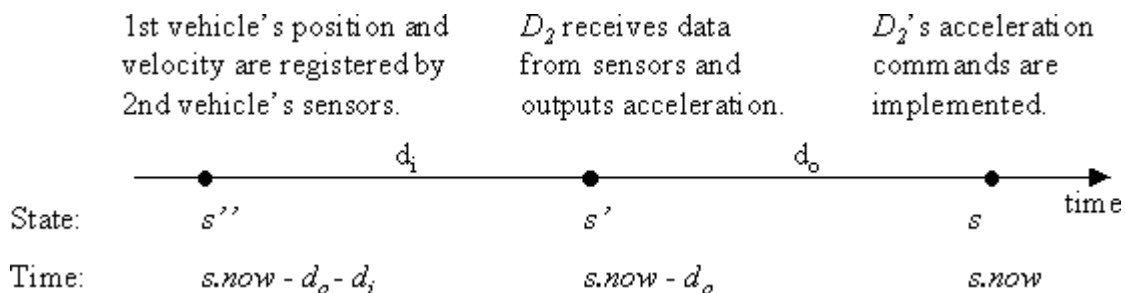 1st vehicle's position and
velocity are registered by
2nd vehicle's sensors.
D₂ receives data
from sensors and
outputs acceleration.
D₂'s acceleration
commands are
implemented.
dᵢ
dₒ
time
State:
s''
s'
s
Time:
s.now - dₒ - dᵢ
s.now - dₒ
s.now